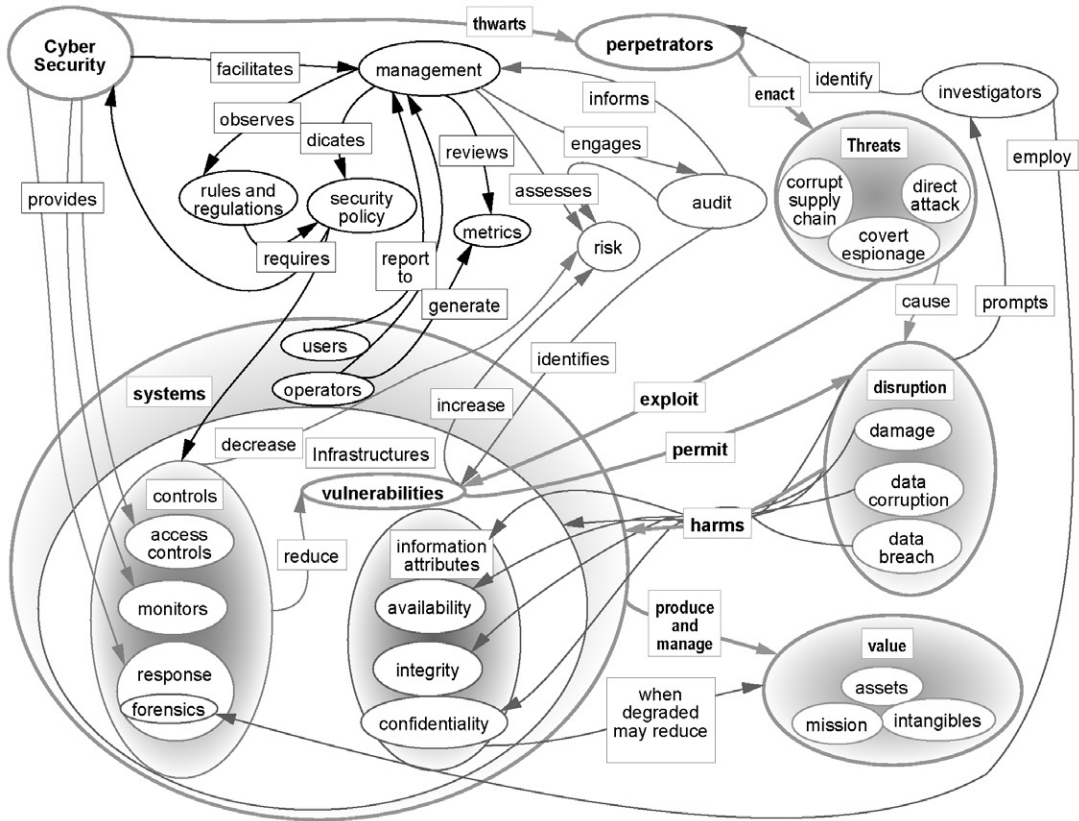 thwarts
Cyber
Security
perpetrators
facilitates
management
identify
investigators
informs
enact
observes
dicates
reviews
engages
Threats
employ
provides
rules and
regulations
security
policy
assesses
audit
corrupt
supply
chain
direct
attack
metrics
risk
covert
espionage
requires
report
to
generate
cause
prompts
users
identifies
operators
systems
increase
exploit
disruption
decrease
Infrastructures
permit
damage
controls
vulnerabilities
data
corruption
access
controls
reduce
information
attributes
harms
data
breach
monitors
availability
produce
and
manage
value
response
integrity
assets
forensics
confidentiality
when
degraded
may reduce
mission
intangibles